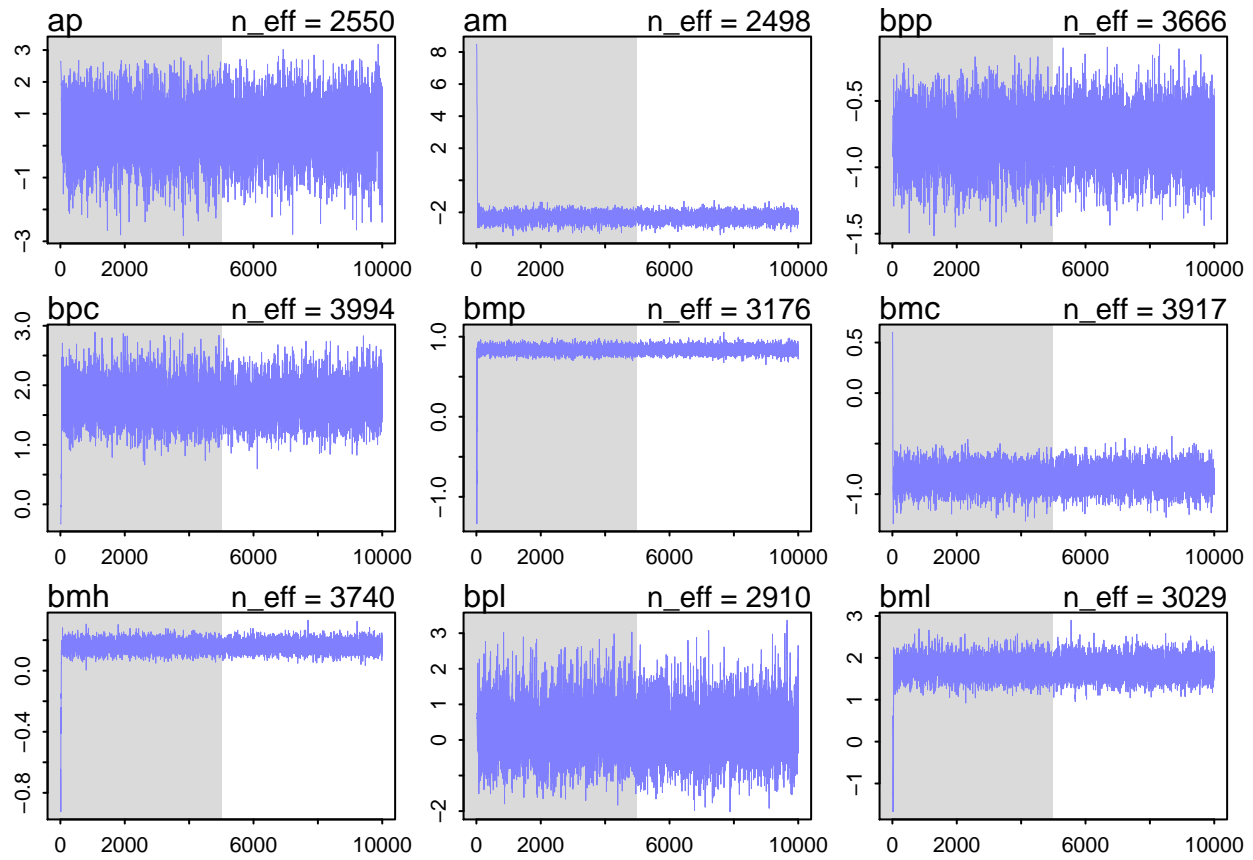 ap n_eff = 2550
am n_eff = 2498
bpp n_eff = 3666
3
2
1
−1
−3
8
6
4
2
−2
−0.5
−1.0
−1.5
0 2000 6000 10000
0 2000 6000 10000
0 2000 6000 10000
bpc n_eff = 3994
bmp n_eff = 3176
bmc n_eff = 3917
3.0
2.0
1.0
0.0
1.0
0.0
−1.0
0.5
0.0
−1.0
0 2000 6000 10000
0 2000 6000 10000
0 2000 6000 10000
bmh n_eff = 3740
bpl n_eff = 2910
bml n_eff = 3029
0.0
−0.4
−0.8
3
2
1
0
−2
3
2
1
0
−1
0 2000 6000 10000
0 2000 6000 10000
0 2000 6000 10000